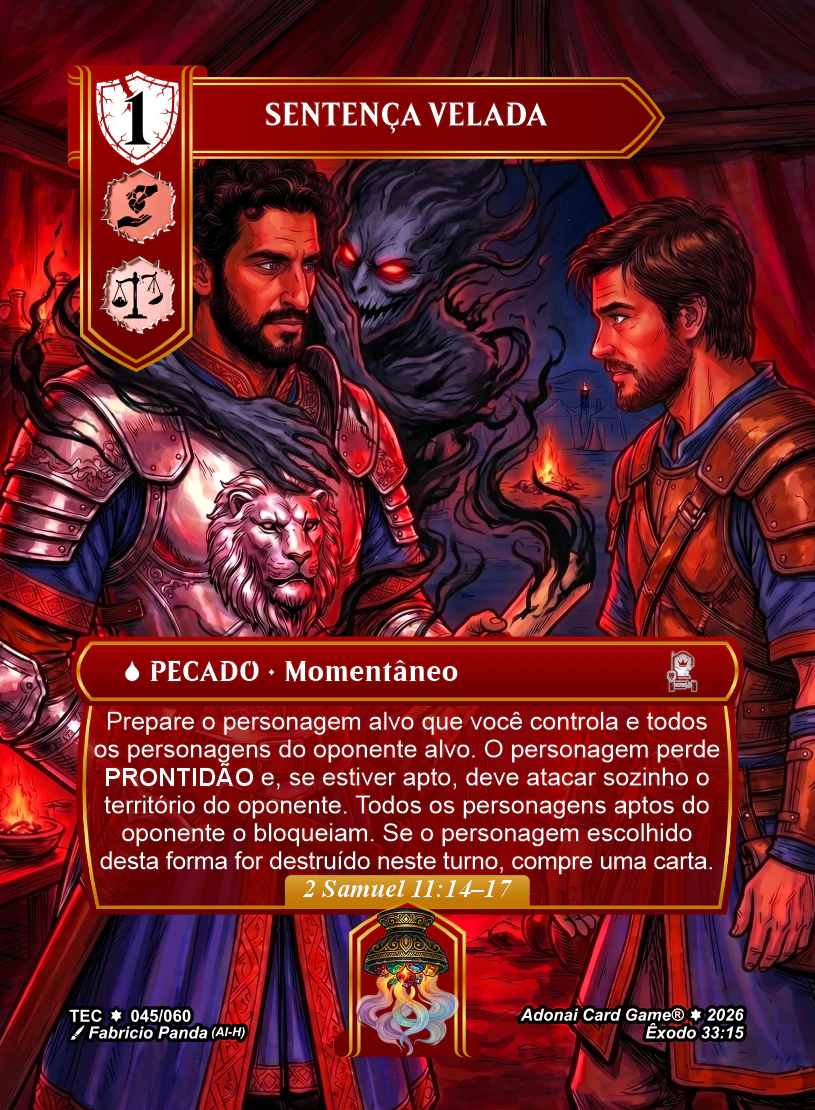 1
SENTENÇA VELADA
PECADO · Momentâneo
Prepare o personagem alvo que você controla e todos
os personagens do oponente alvo. O personagem perde
PRONTIDÃO e, se estiver apto, deve atacar sozinho o
território do oponente. Todos os personagens aptos do
oponente o bloqueiam. Se o personagem escolhido
desta forma for destruído neste turno, compre uma carta.
2 Samuel 11:14–17
TEC ✶ 045/060
Fabricio Panda (AI-H)
Adonai Card Game® ✶ 2026
Êxodo 33:15